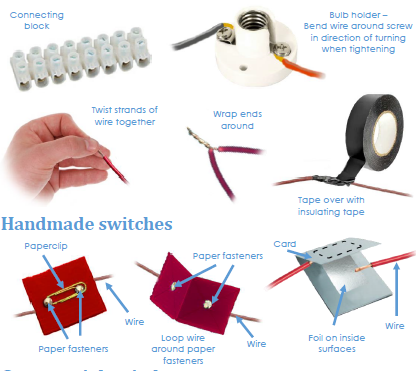 Connecting
block
Bulb holder –
Bend wire around screw
in direction of turning
when tightening
Twist strands of
wire together
Wrap ends
around
Tape over with
insulating tape
Handmade switches
Paperclip
Wire
Paper fasteners
Paper fasteners
Loop wire
around paper
fasteners
Wire
Card
Wire
Foil on inside
surfaces